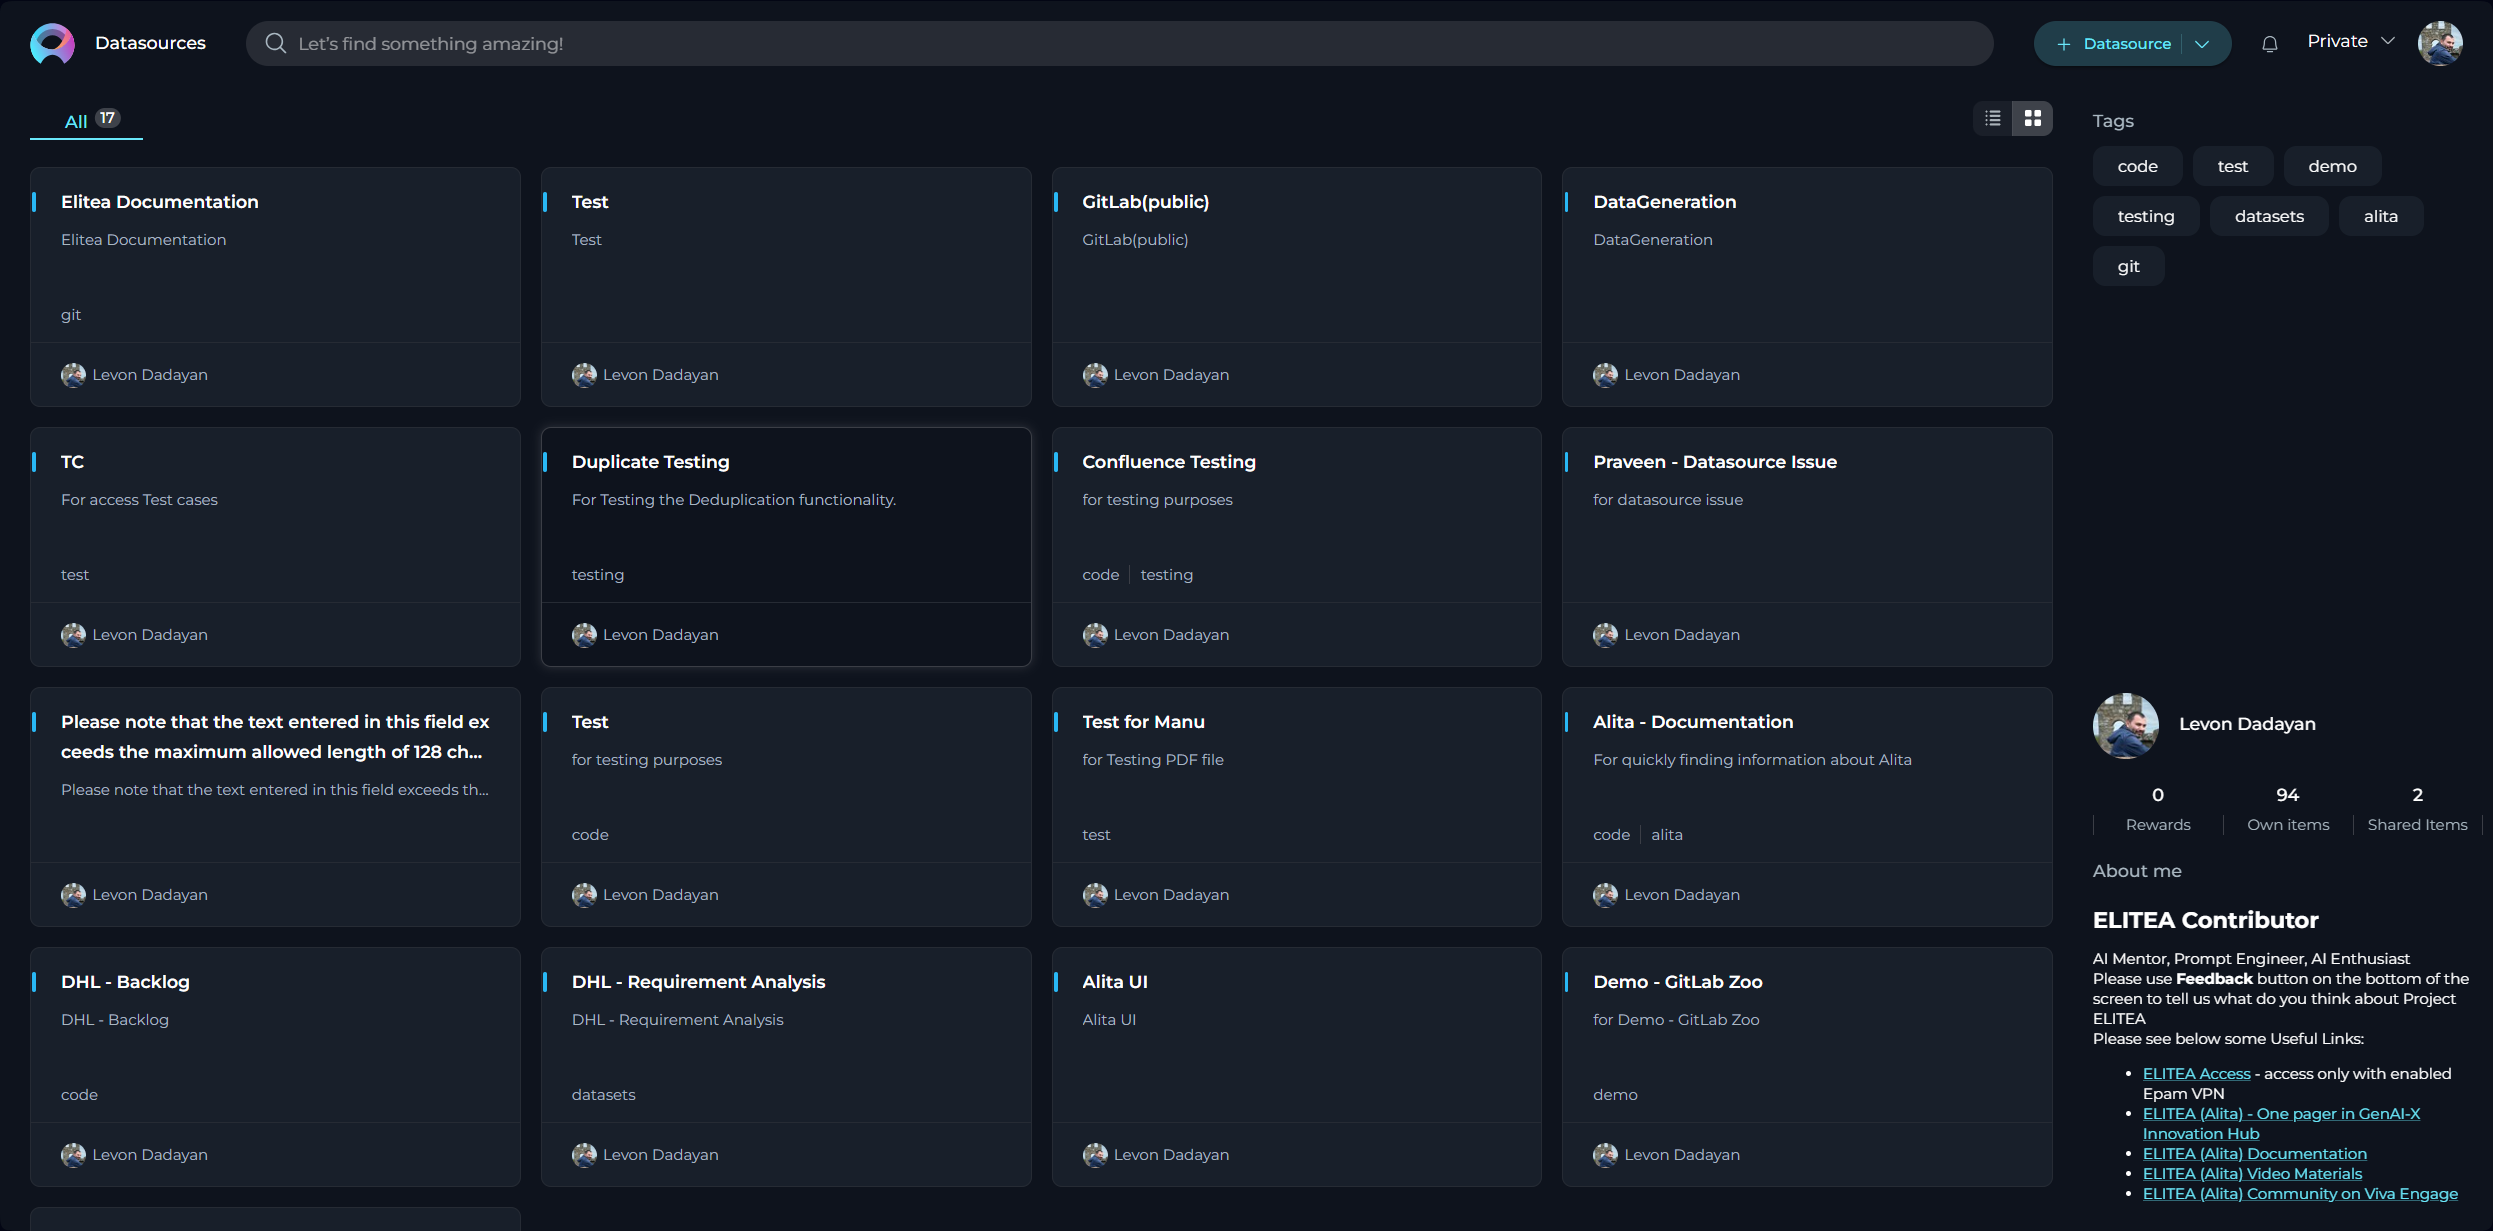 Datasources
Let's find something amazing!
+ Datasource
Private
All 17
Tags
code test demo
testing datasets alita
git
Elitea Documentation
Elitea Documentation
git
Levon Dadayan
Test
Test
Levon Dadayan
GitLab(public)
GitLab(public)
Levon Dadayan
DataGeneration
DataGeneration
Levon Dadayan
TC
For access Test cases
test
Levon Dadayan
Duplicate Testing
For Testing the Deduplication functionality.
testing
Levon Dadayan
Confluence Testing
for testing purposes
code | testing
Levon Dadayan
Praveen - Datasource Issue
for datasource issue
Levon Dadayan
Please note that the text entered in this field ex
ceeds the maximum allowed length of 128 ch...
Please note that the text entered in this field exceeds th...
Levon Dadayan
Test
for testing purposes
code
Levon Dadayan
Test for Manu
for Testing PDF file
test
Levon Dadayan
Alita - Documentation
For quickly finding information about Alita
code | alita
Levon Dadayan
DHL - Backlog
DHL - Backlog
code
Levon Dadayan
DHL - Requirement Analysis
DHL - Requirement Analysis
datasets
Levon Dadayan
Alita UI
Alita UI
Levon Dadayan
Demo - GitLab Zoo
for Demo - GitLab Zoo
demo
Levon Dadayan
Levon Dadayan
0 94 2
Rewards Own items Shared Items
About me
ELITEA Contributor
AI Mentor, Prompt Engineer, AI Enthusiast
Please use Feedback button on the bottom of the
screen to tell us what do you think about Project
ELITEA
Please see below some Useful Links:
• ELITEA Access - access only with enabled
Epam VPN
• ELITEA (Alita) - One pager in GenAI-X
Innovation Hub
• ELITEA (Alita) Documentation
• ELITEA (Alita) Video Materials
• ELITEA (Alita) Community on Viva Engage